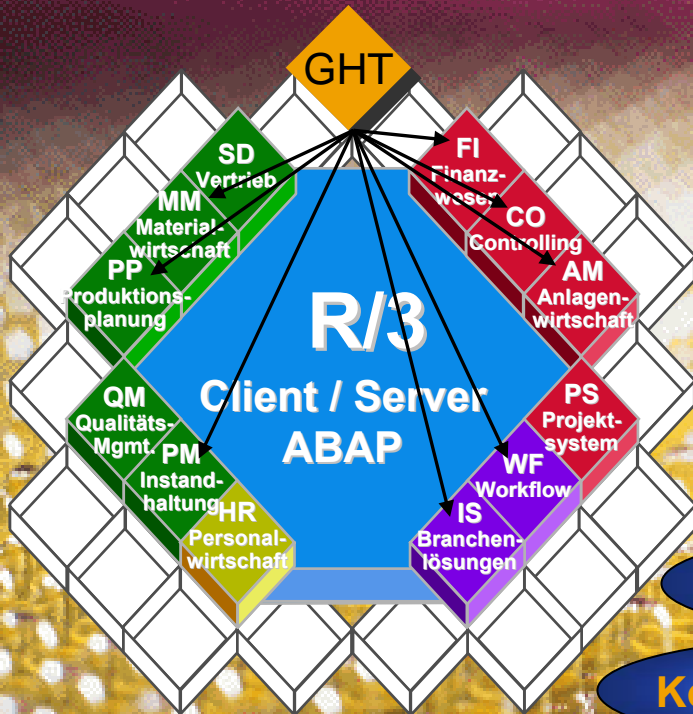 GHT
SD
Vertrieb
MM
Material-
wirtschaft
PP
Produktions-
planung
FI
Finanz-
wesen
CO
Controlling
AM
Anlagen-
wirtschaft
R/3
Client / Server
ABAP
QM
Qualitäts-
Mgmt.
PM
Instand-
haltung
HR
Personal-
wirtschaft
PS
Projekt-
system
WF
Workflow
IS
Branchen-
lösungen